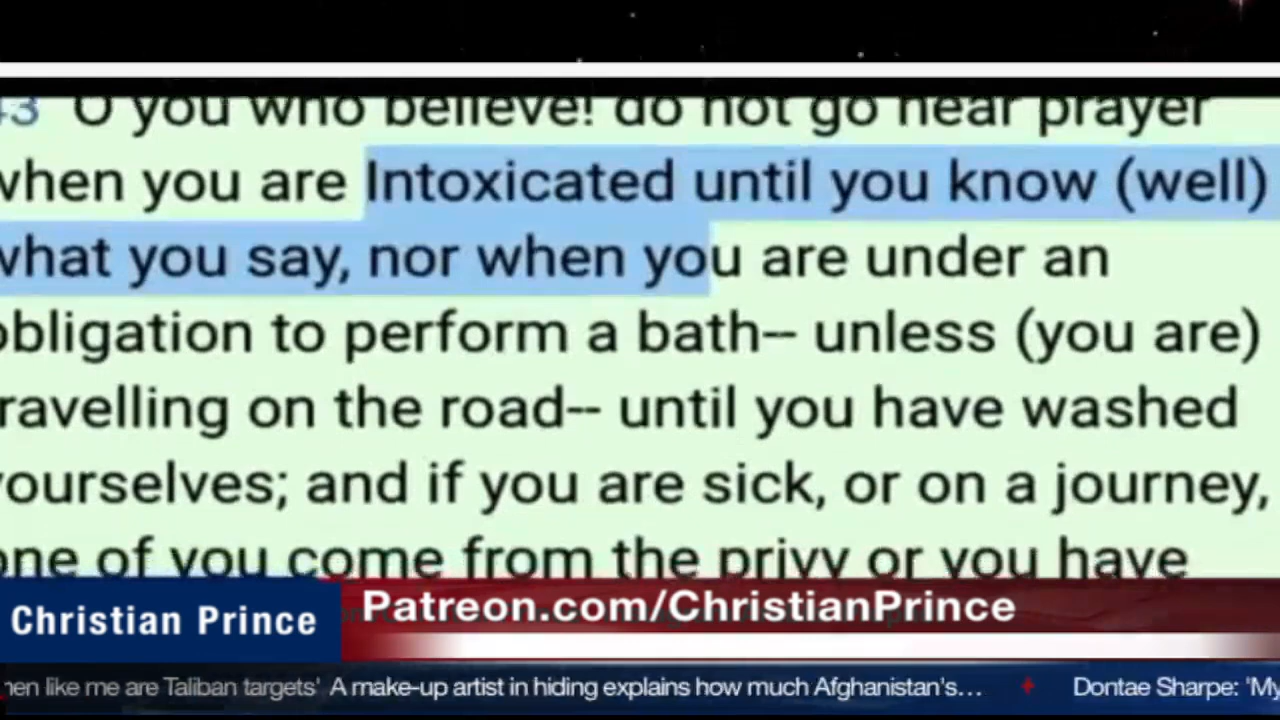 43 O you who believe! do not go near prayer
when you are Intoxicated until you know (well)
what you say, nor when you are under an
obligation to perform a bath-- unless (you are)
travelling on the road-- until you have washed
yourselves; and if you are sick, or on a journey,
one of you come from the privy or you have
Christian Prince
Patreon.com/ChristianPrince
men like me are Taliban targets' A make-up artist in hiding explains how much Afghanistan's... Dontae Sharpe: 'My